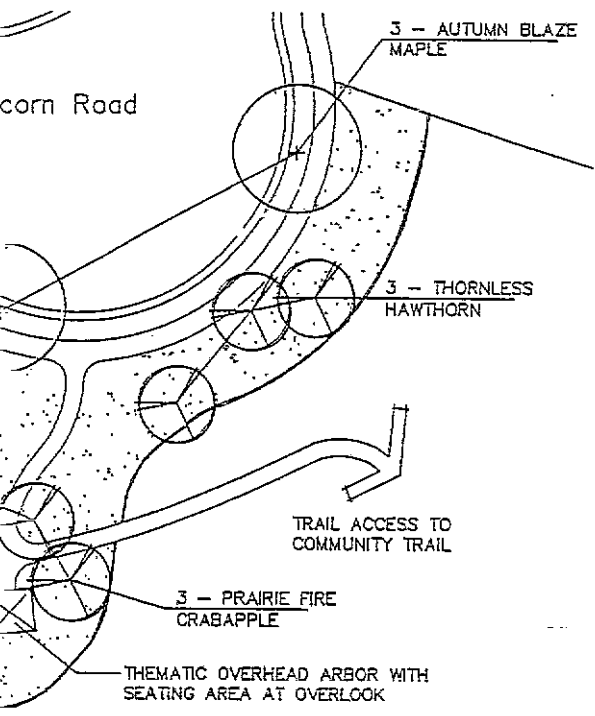 3 - AUTUMN BLAZE
MAPLE
corn Road
3 - THORNLESS
HAWTHORN
TRAIL ACCESS TO
COMMUNITY TRAIL
3 - PRAIRIE FIRE
CRABAPPLE
THEMATIC OVERHEAD ARBOR WITH
SEATING AREA AT OVERLOOK